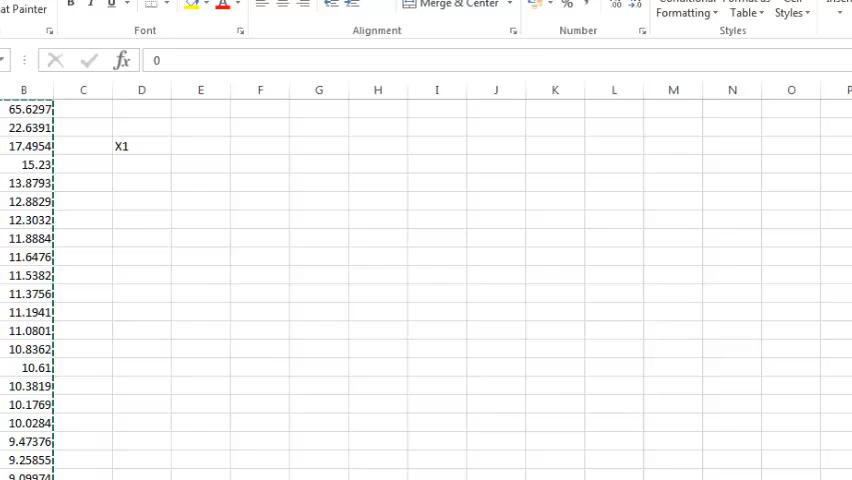 at Painter
B I U A
Merge & Center % ,
Conditional Format as Cell Inser
Formatting Table Styles
Font Alignment Number Styles
fx 0
B C D E F G H I J K L M N O P
65.6297
22.6391
17.4954 X1
15.23
13.8793
12.8829
12.3032
11.8884
11.6476
11.5382
11.3756
11.1941
11.0801
10.8362
10.61
10.3819
10.1769
10.0284
9.47376
9.25855
9.09974